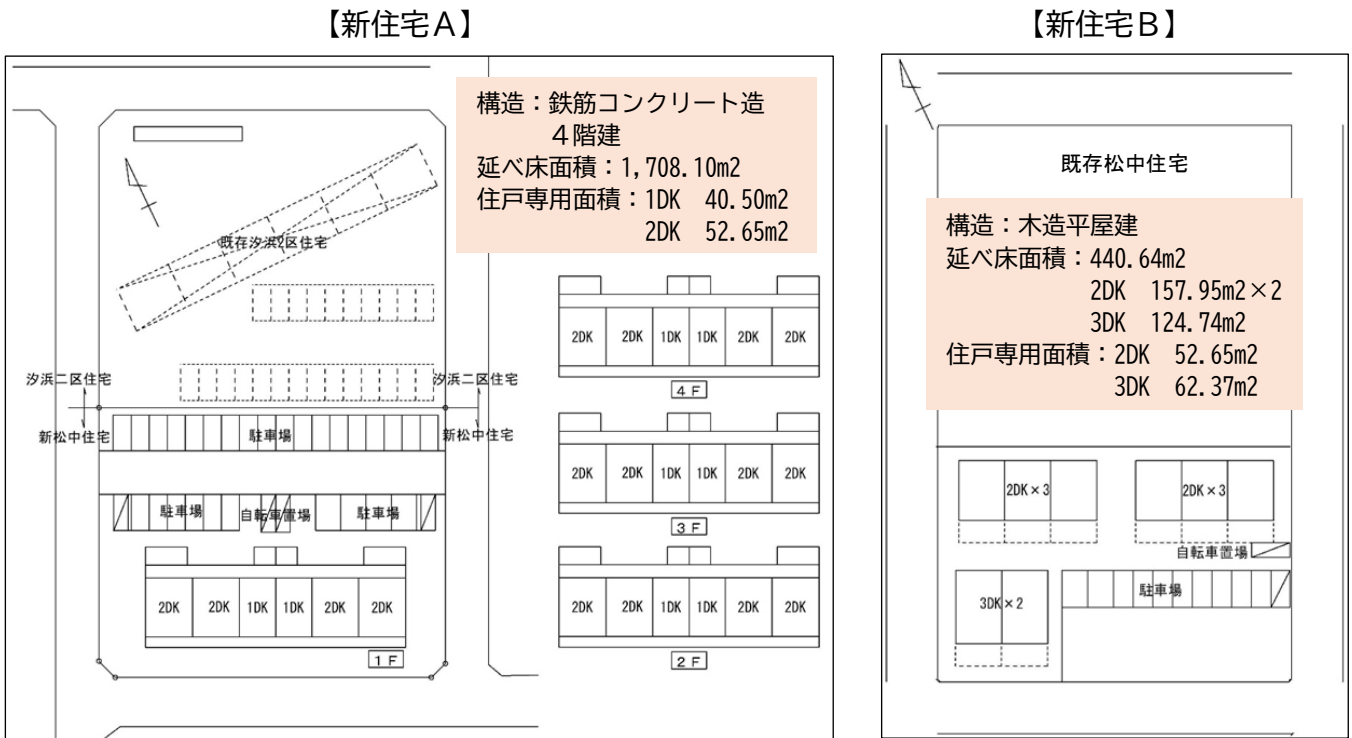 【新住宅A】
構造：鉄筋コンクリート造
４階建
延べ床面積：1,708.10m2
住戸専用面積：1DK 40.50m2
2DK 52.65m2
既存汐浜2区住宅
汐浜二区住宅
汐浜二区住宅
新松中住宅
新松中住宅
駐車場
駐車場
自転車置場
駐車場
2DK 2DK 1DK 1DK 2DK 2DK
1F
2DK 2DK 1DK 1DK 2DK 2DK
4F
2DK 2DK 1DK 1DK 2DK 2DK
3F
2DK 2DK 1DK 1DK 2DK 2DK
2F
【新住宅B】
既存松中住宅
構造：木造平屋建
延べ床面積：440.64m2
2DK 157.95m2×2
3DK 124.74m2
住戸専用面積：2DK 52.65m2
3DK 62.37m2
2DK×3
2DK×3
自転車置場
3DK×2
駐車場